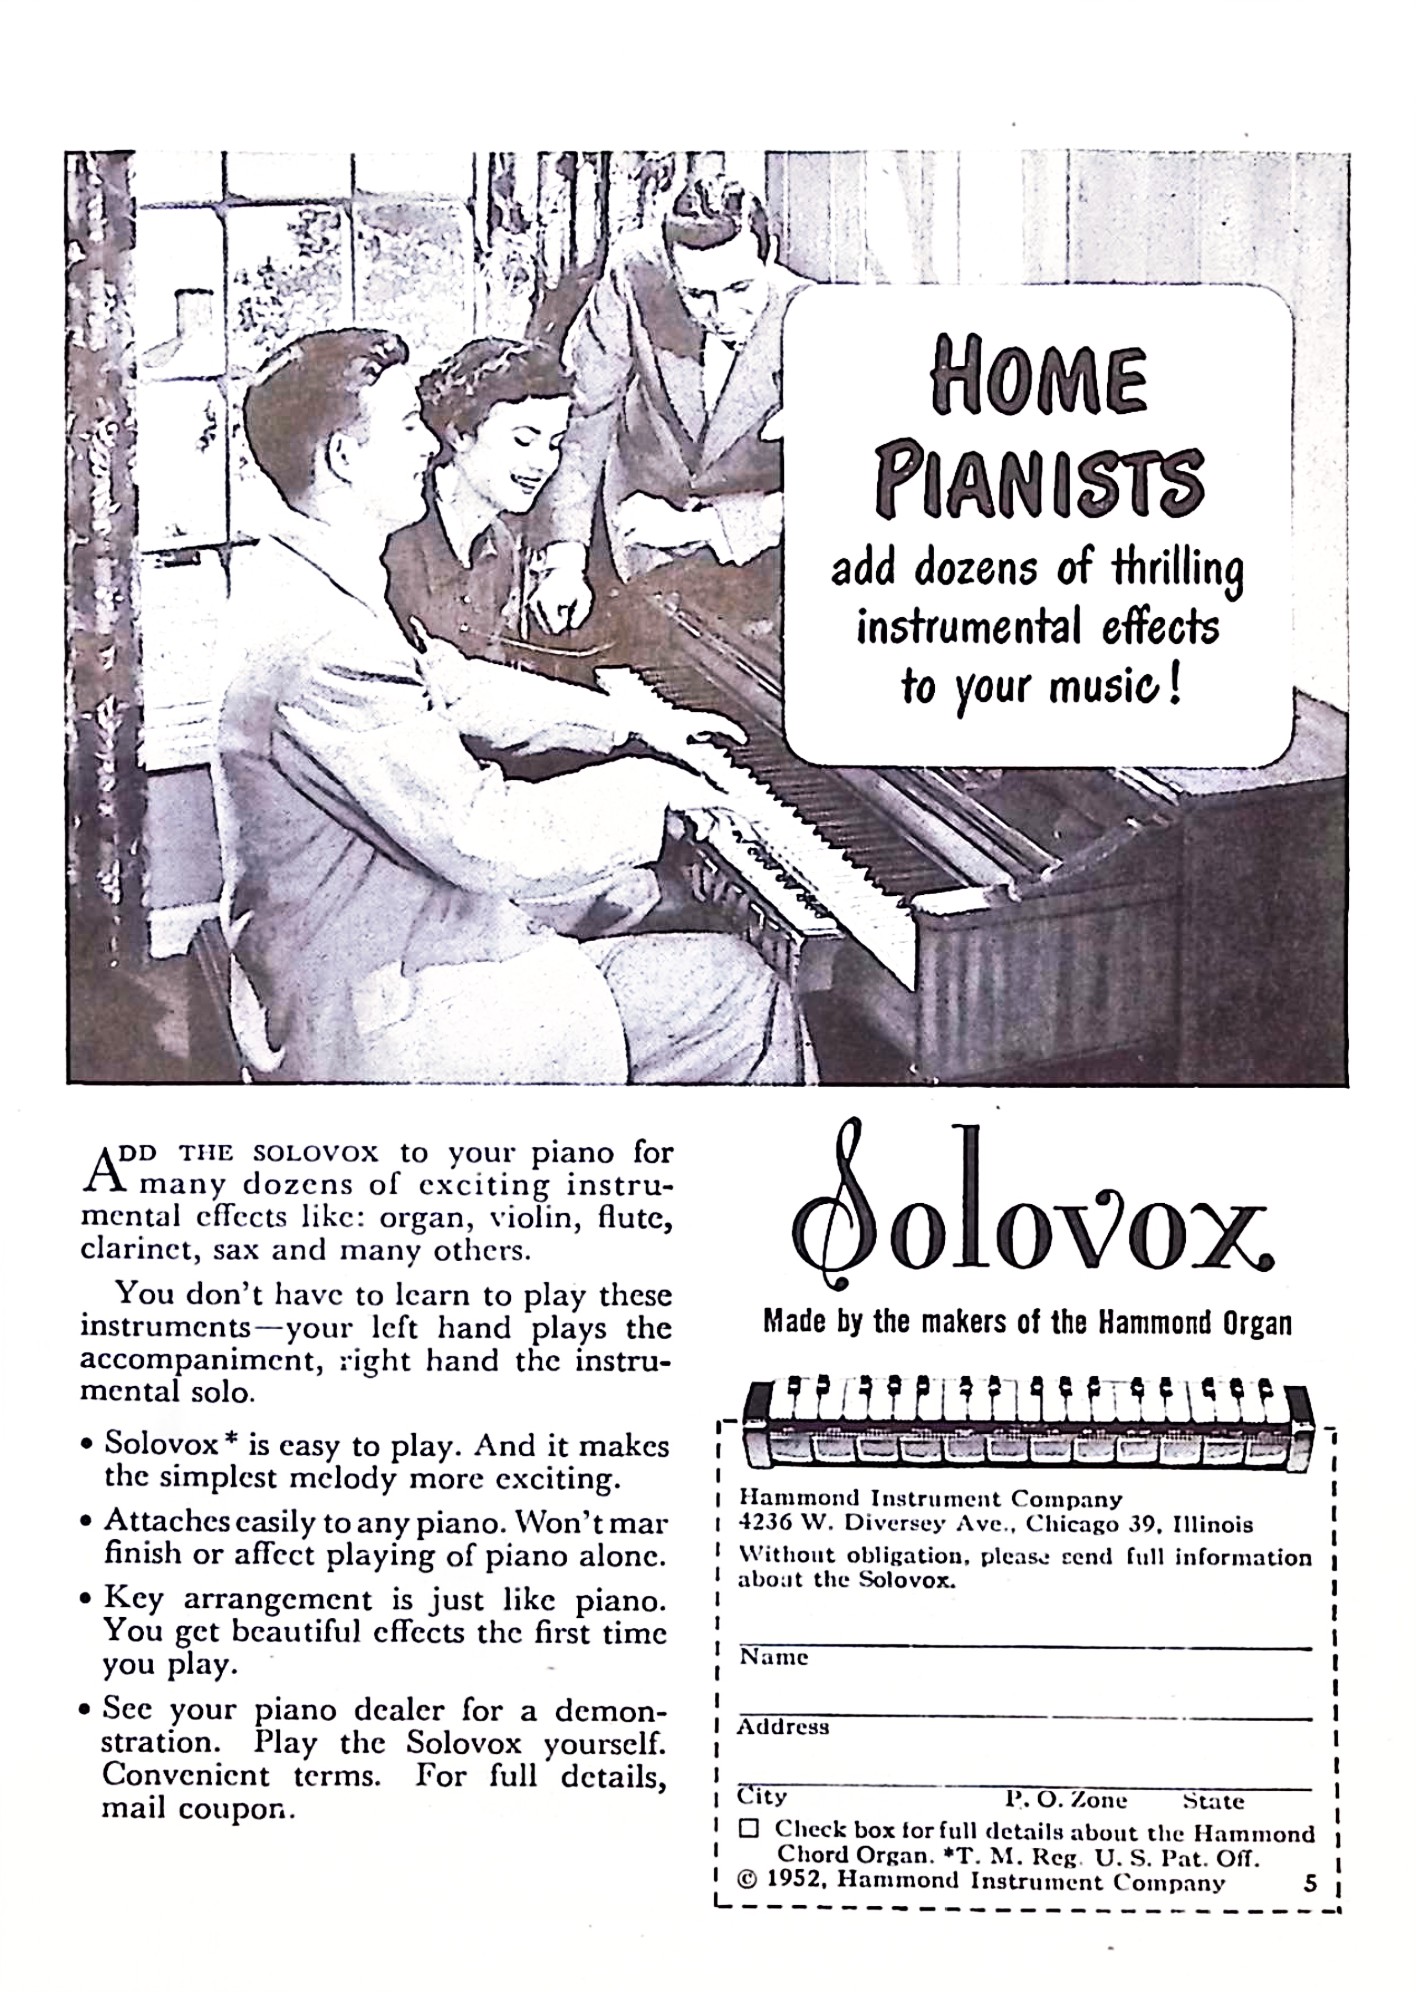 HOME
PIANISTS
add dozens of thrilling
instrumental effects
to your music!
ADD THE SOLOVOX to your piano for
many dozens of exciting instru-
mental effects like: organ, violin, flute,
clarinet, sax and many others.
You don't have to learn to play these
instruments—your left hand plays the
accompaniment, right hand the instru-
mental solo.
• Solovox* is easy to play. And it makes
the simplest melody more exciting.
• Attaches easily to any piano. Won't mar
finish or affect playing of piano alone.
• Key arrangement is just like piano.
You get beautiful effects the first time
you play.
• See your piano dealer for a demon-
stration. Play the Solovox yourself.
Convenient terms. For full details,
mail coupon.
Solovox
Made by the makers of the Hammond Organ
Hammond Instrument Company
4236 W. Diversey Ave., Chicago 39, Illinois
Without obligation, please send full information
about the Solovox.
Name
Address
City P. O. Zone State
☐ Check box for full details about the Hammond
Chord Organ. *T. M. Reg. U. S. Pat. Off.
© 1952, Hammond Instrument Company 5